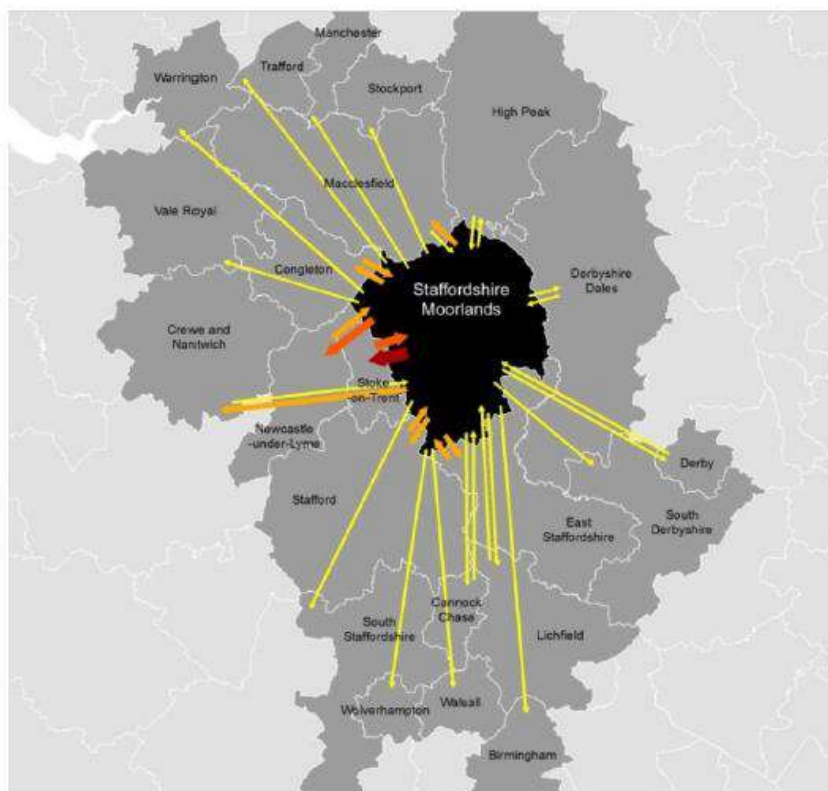 Manchester
Trafford
Warrington
Stockport
High Peak
Macclesfield
Vale Royal
Congleton
Derbyshire
Dales
Staffordshire
Moorlands
Crewe and
Nantwich
Stoke
-on-Trent
Newcastle
-under-Lyme
Derby
Stafford
South
Derbyshire
East
Staffordshire
Cannock
Chase
South
Staffordshire
Lichfield
Walsall
Wolverhampton
Birmingham